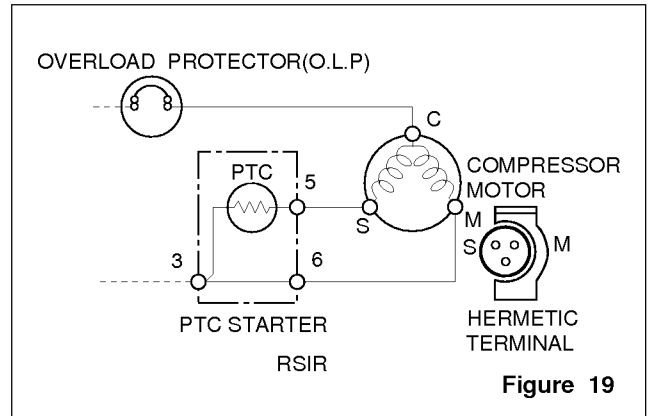 OVERLOAD PROTECTOR(O.L.P)
C
PTC
5
COMPRESSOR
MOTOR
S
M
S
M
3
6
PTC STARTER
HERMETIC
TERMINAL
RSIR
Figure 19